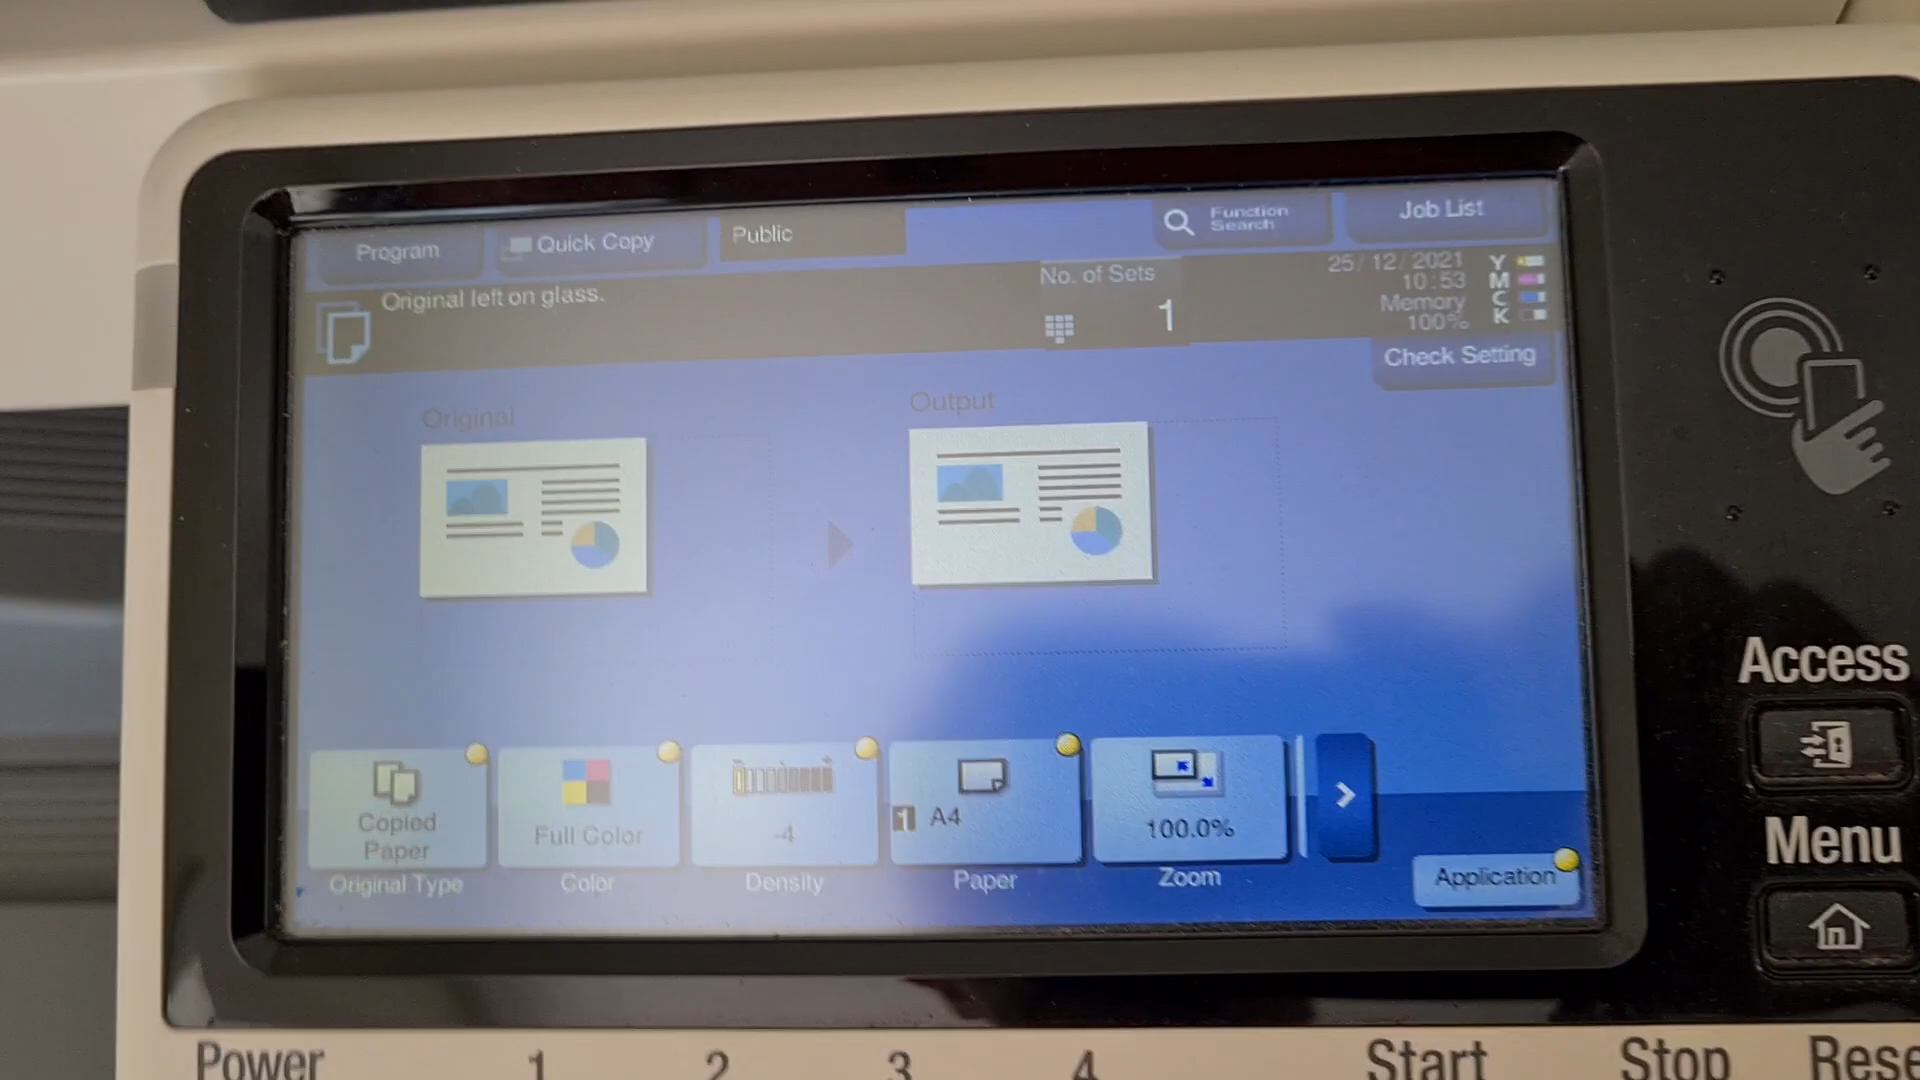 Program
Quick Copy
Public
Function
Search
Job List
Original left on glass.
No. of Sets
1
25/12/2021
10:53
Memory
100%
Y
M
C
K
Check Setting
Original
Output
Copied
Paper
Full Color
-4
1 A4
100.0%
Original Type
Color
Density
Paper
Zoom
Application
Access
Menu
Power
1
2
3
4
Start
Stop
Rese